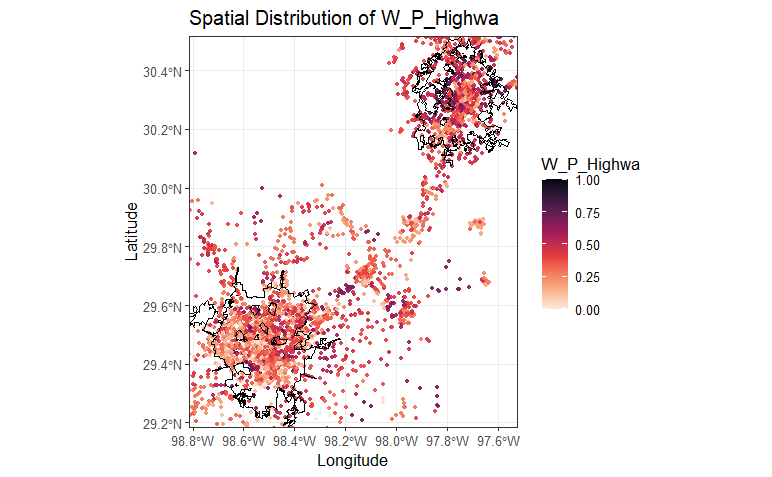 Spatial Distribution of W_P_Highwa
30.4°N
30.2°N
30.0°N
29.8°N
29.6°N
29.4°N
29.2°N
Latitude
98.8°W 98.6°W 98.4°W 98.2°W 98.0°W 97.8°W 97.6°W
Longitude
W_P_Highwa
1.00
0.75
0.50
0.25
0.00